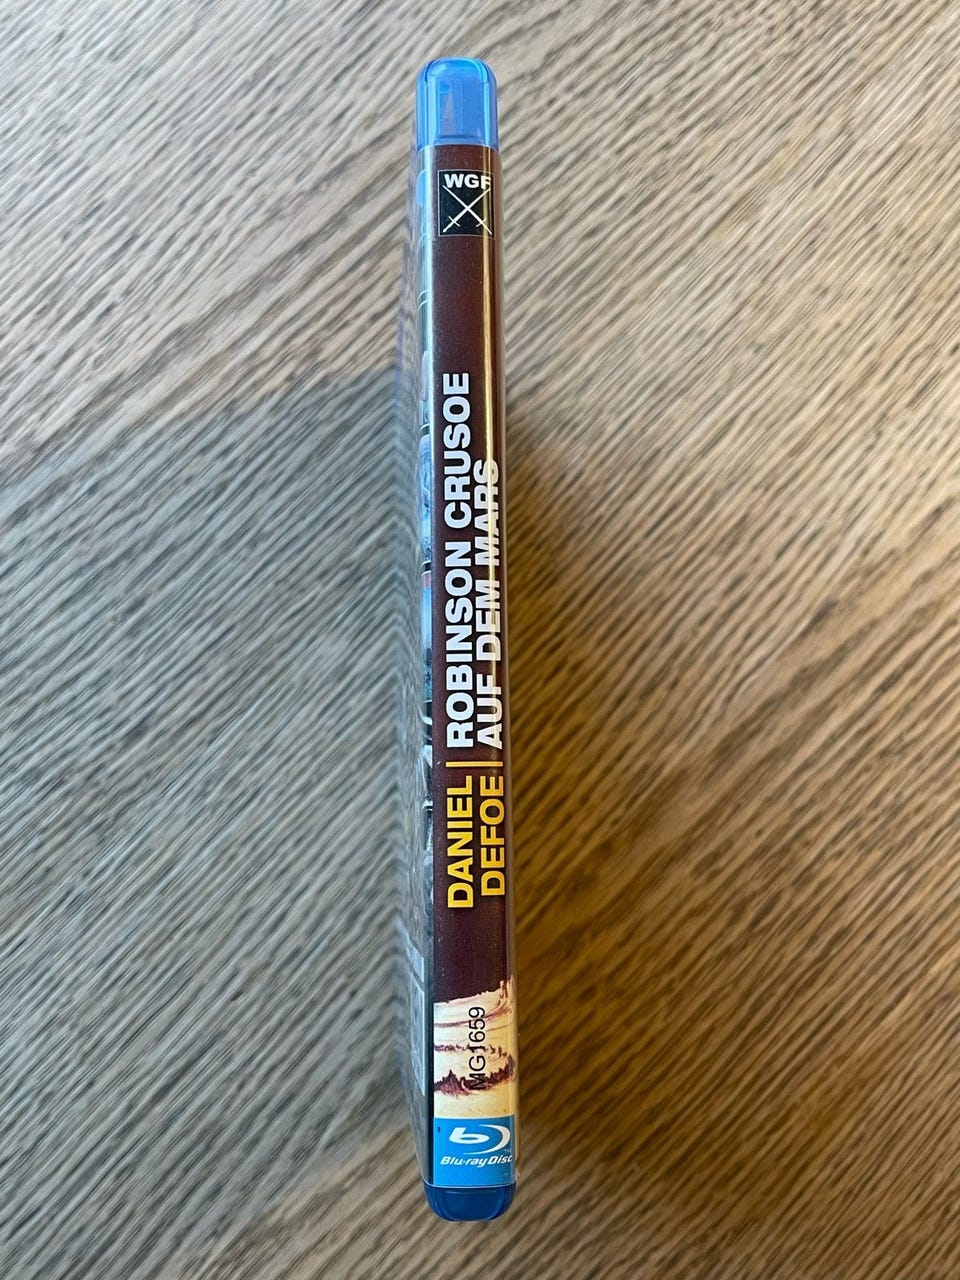 WGF
DANIEL | ROBINSON CRUSOE
DEFOE | AUF DEM MARS
MG1659
Blu-ray Disc